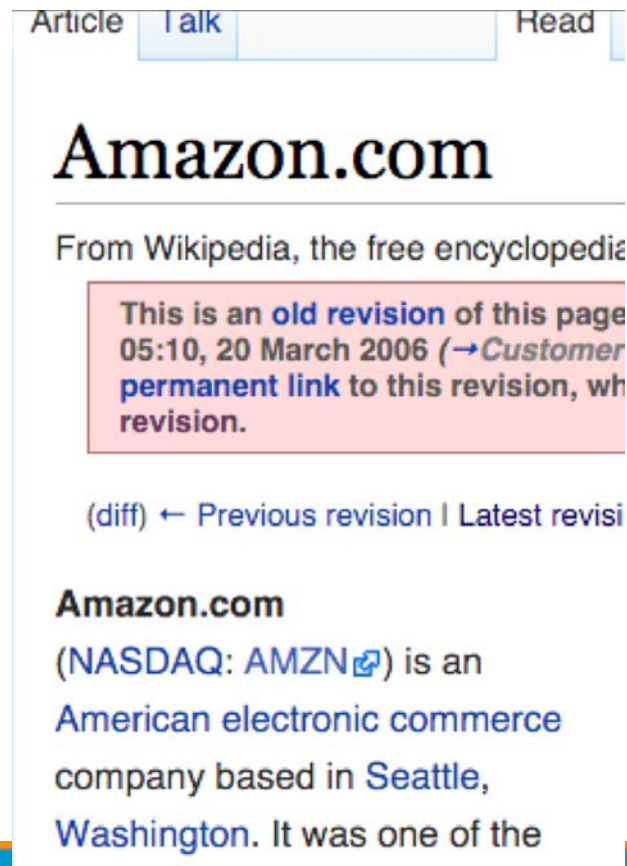 Article Talk Read
Amazon.com
From Wikipedia, the free encyclopedia
This is an old revision of this page
05:10, 20 March 2006 (→Customer
permanent link to this revision, wh
revision.
(diff) ← Previous revision | Latest revisi
Amazon.com
(NASDAQ: AMZN) is an
American electronic commerce
company based in Seattle,
Washington. It was one of the